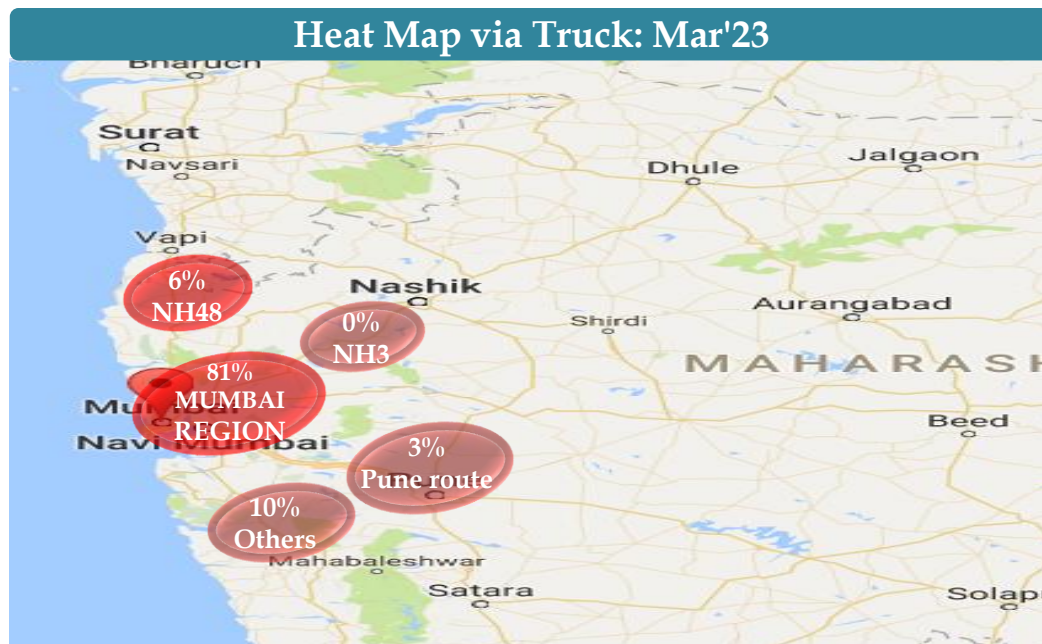 Heat Map via Truck: Mar'23
Bharuch
Surat
Navsari
Dhule
Jalgaon
Vapi
6%
NH48
Nashik
0%
NH3
Shirdi
Aurangabad
MAHARASH
81%
MUMBAI
REGION
Mumbai
Navi Mumbai
Beed
3%
Pune route
10%
Others
Mahabaleshwar
Satara
Solap